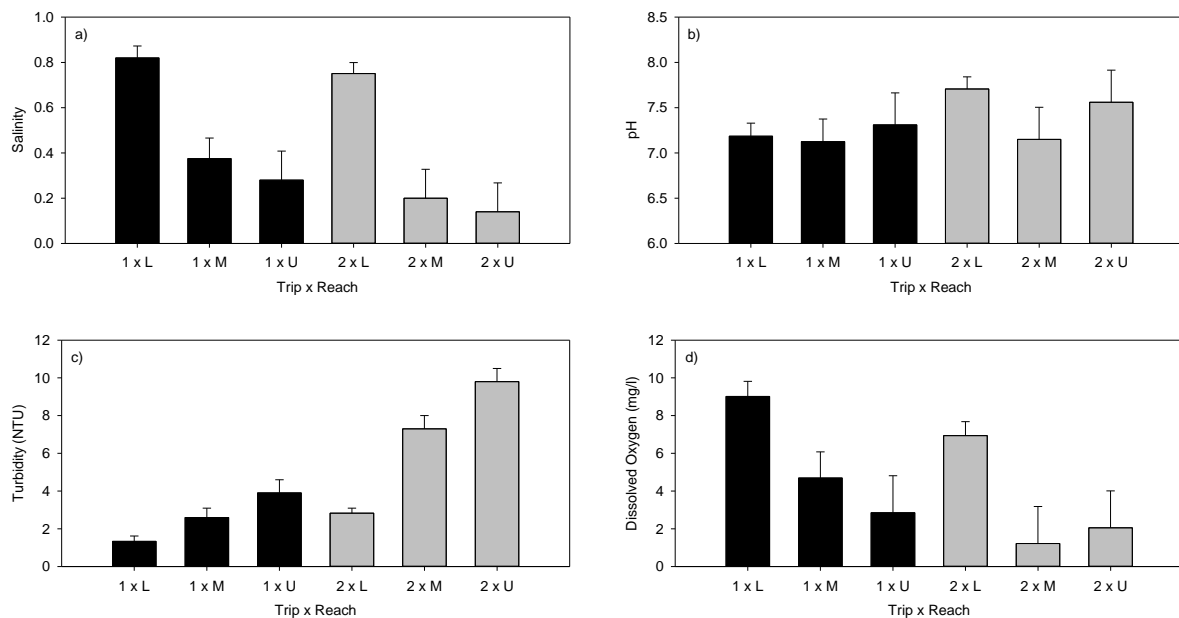 a)
Salinity
1.0
0.8
0.6
0.4
0.2
0.0
1 x L 1 x M 1 x U 2 x L 2 x M 2 x U
Trip x Reach
b)
pH
8.5
8.0
7.5
7.0
6.5
6.0
1 x L 1 x M 1 x U 2 x L 2 x M 2 x U
Trip x Reach
c)
Turbidity (NTU)
12
10
8
6
4
2
0
1 x L 1 x M 1 x U 2 x L 2 x M 2 x U
Trip x Reach
d)
Dissolved Oxygen (mg/l)
12
10
8
6
4
2
0
1 x L 1 x M 1 x U 2 x L 2 x M 2 x U
Trip x Reach